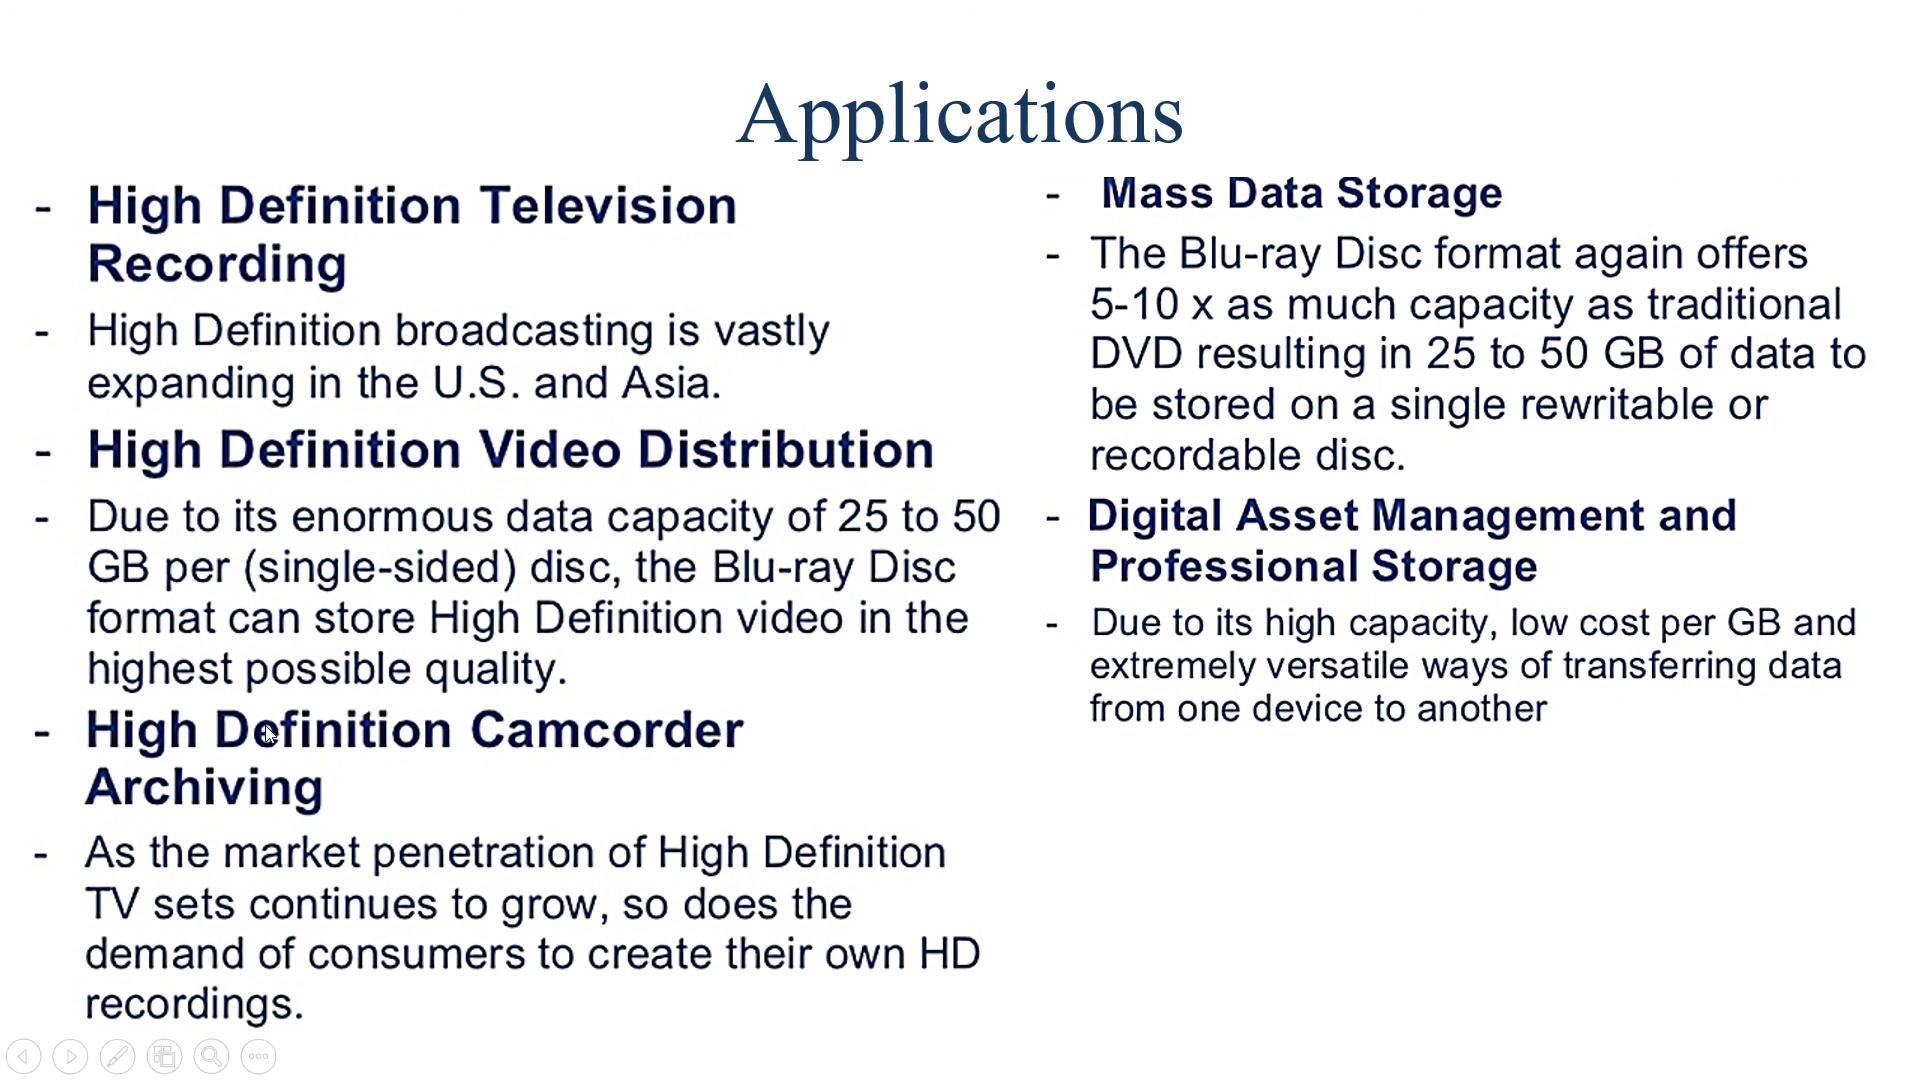 Applications
- High Definition Television
Recording
- High Definition broadcasting is vastly
expanding in the U.S. and Asia.
- High Definition Video Distribution
- Due to its enormous data capacity of 25 to 50
GB per (single-sided) disc, the Blu-ray Disc
format can store High Definition video in the
highest possible quality.
- High Definition Camcorder
Archiving
- As the market penetration of High Definition
TV sets continues to grow, so does the
demand of consumers to create their own HD
recordings.
- Mass Data Storage
- The Blu-ray Disc format again offers
5-10 x as much capacity as traditional
DVD resulting in 25 to 50 GB of data to
be stored on a single rewritable or
recordable disc.
- Digital Asset Management and
Professional Storage
- Due to its high capacity, low cost per GB and
extremely versatile ways of transferring data
from one device to another